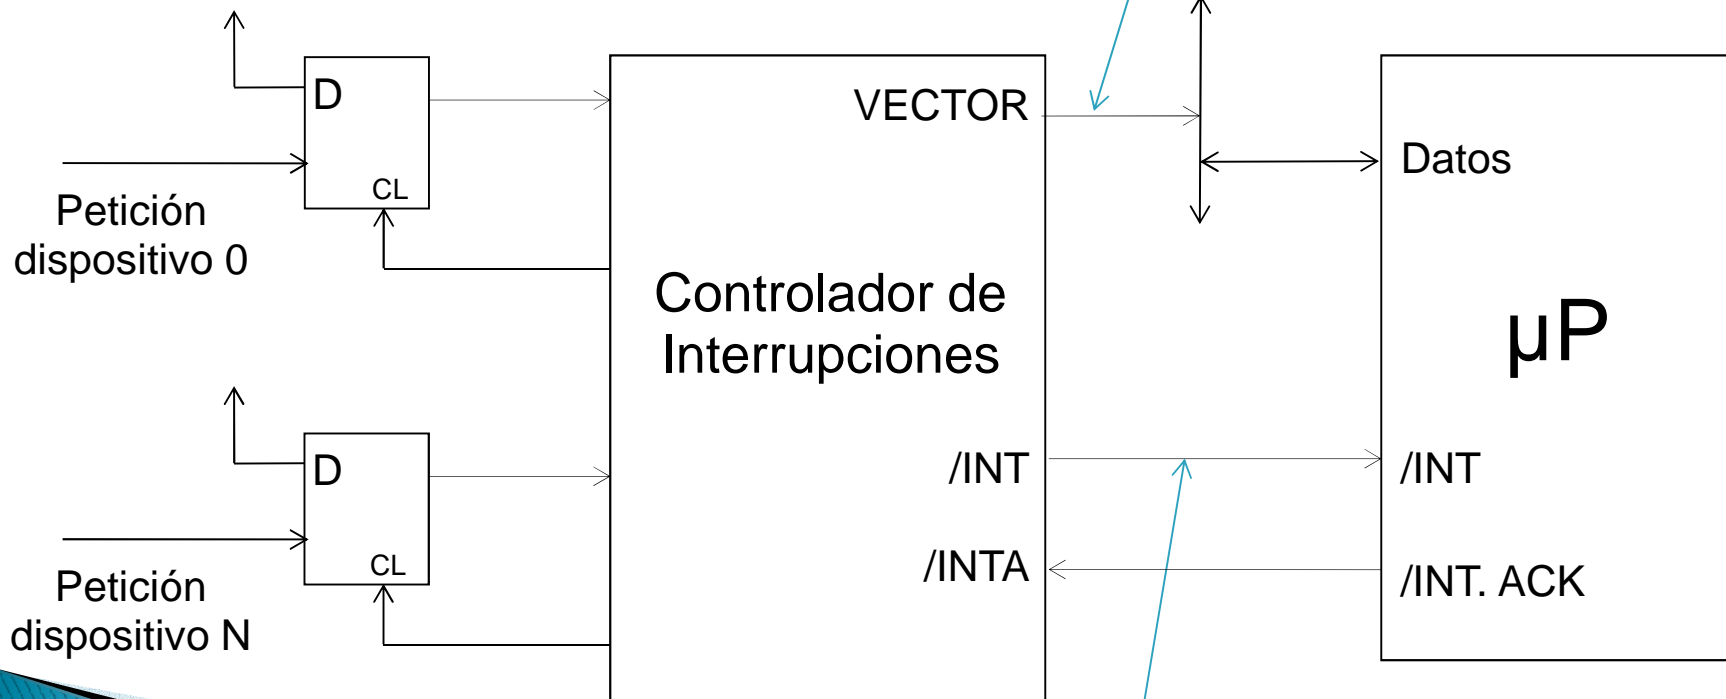 D
CL
Petición
dispositivo 0
D
CL
Petición
dispositivo N
VECTOR
Controlador de
Interrupciones
/INT
/INTA
Datos
µP
/INT
/INT. ACK